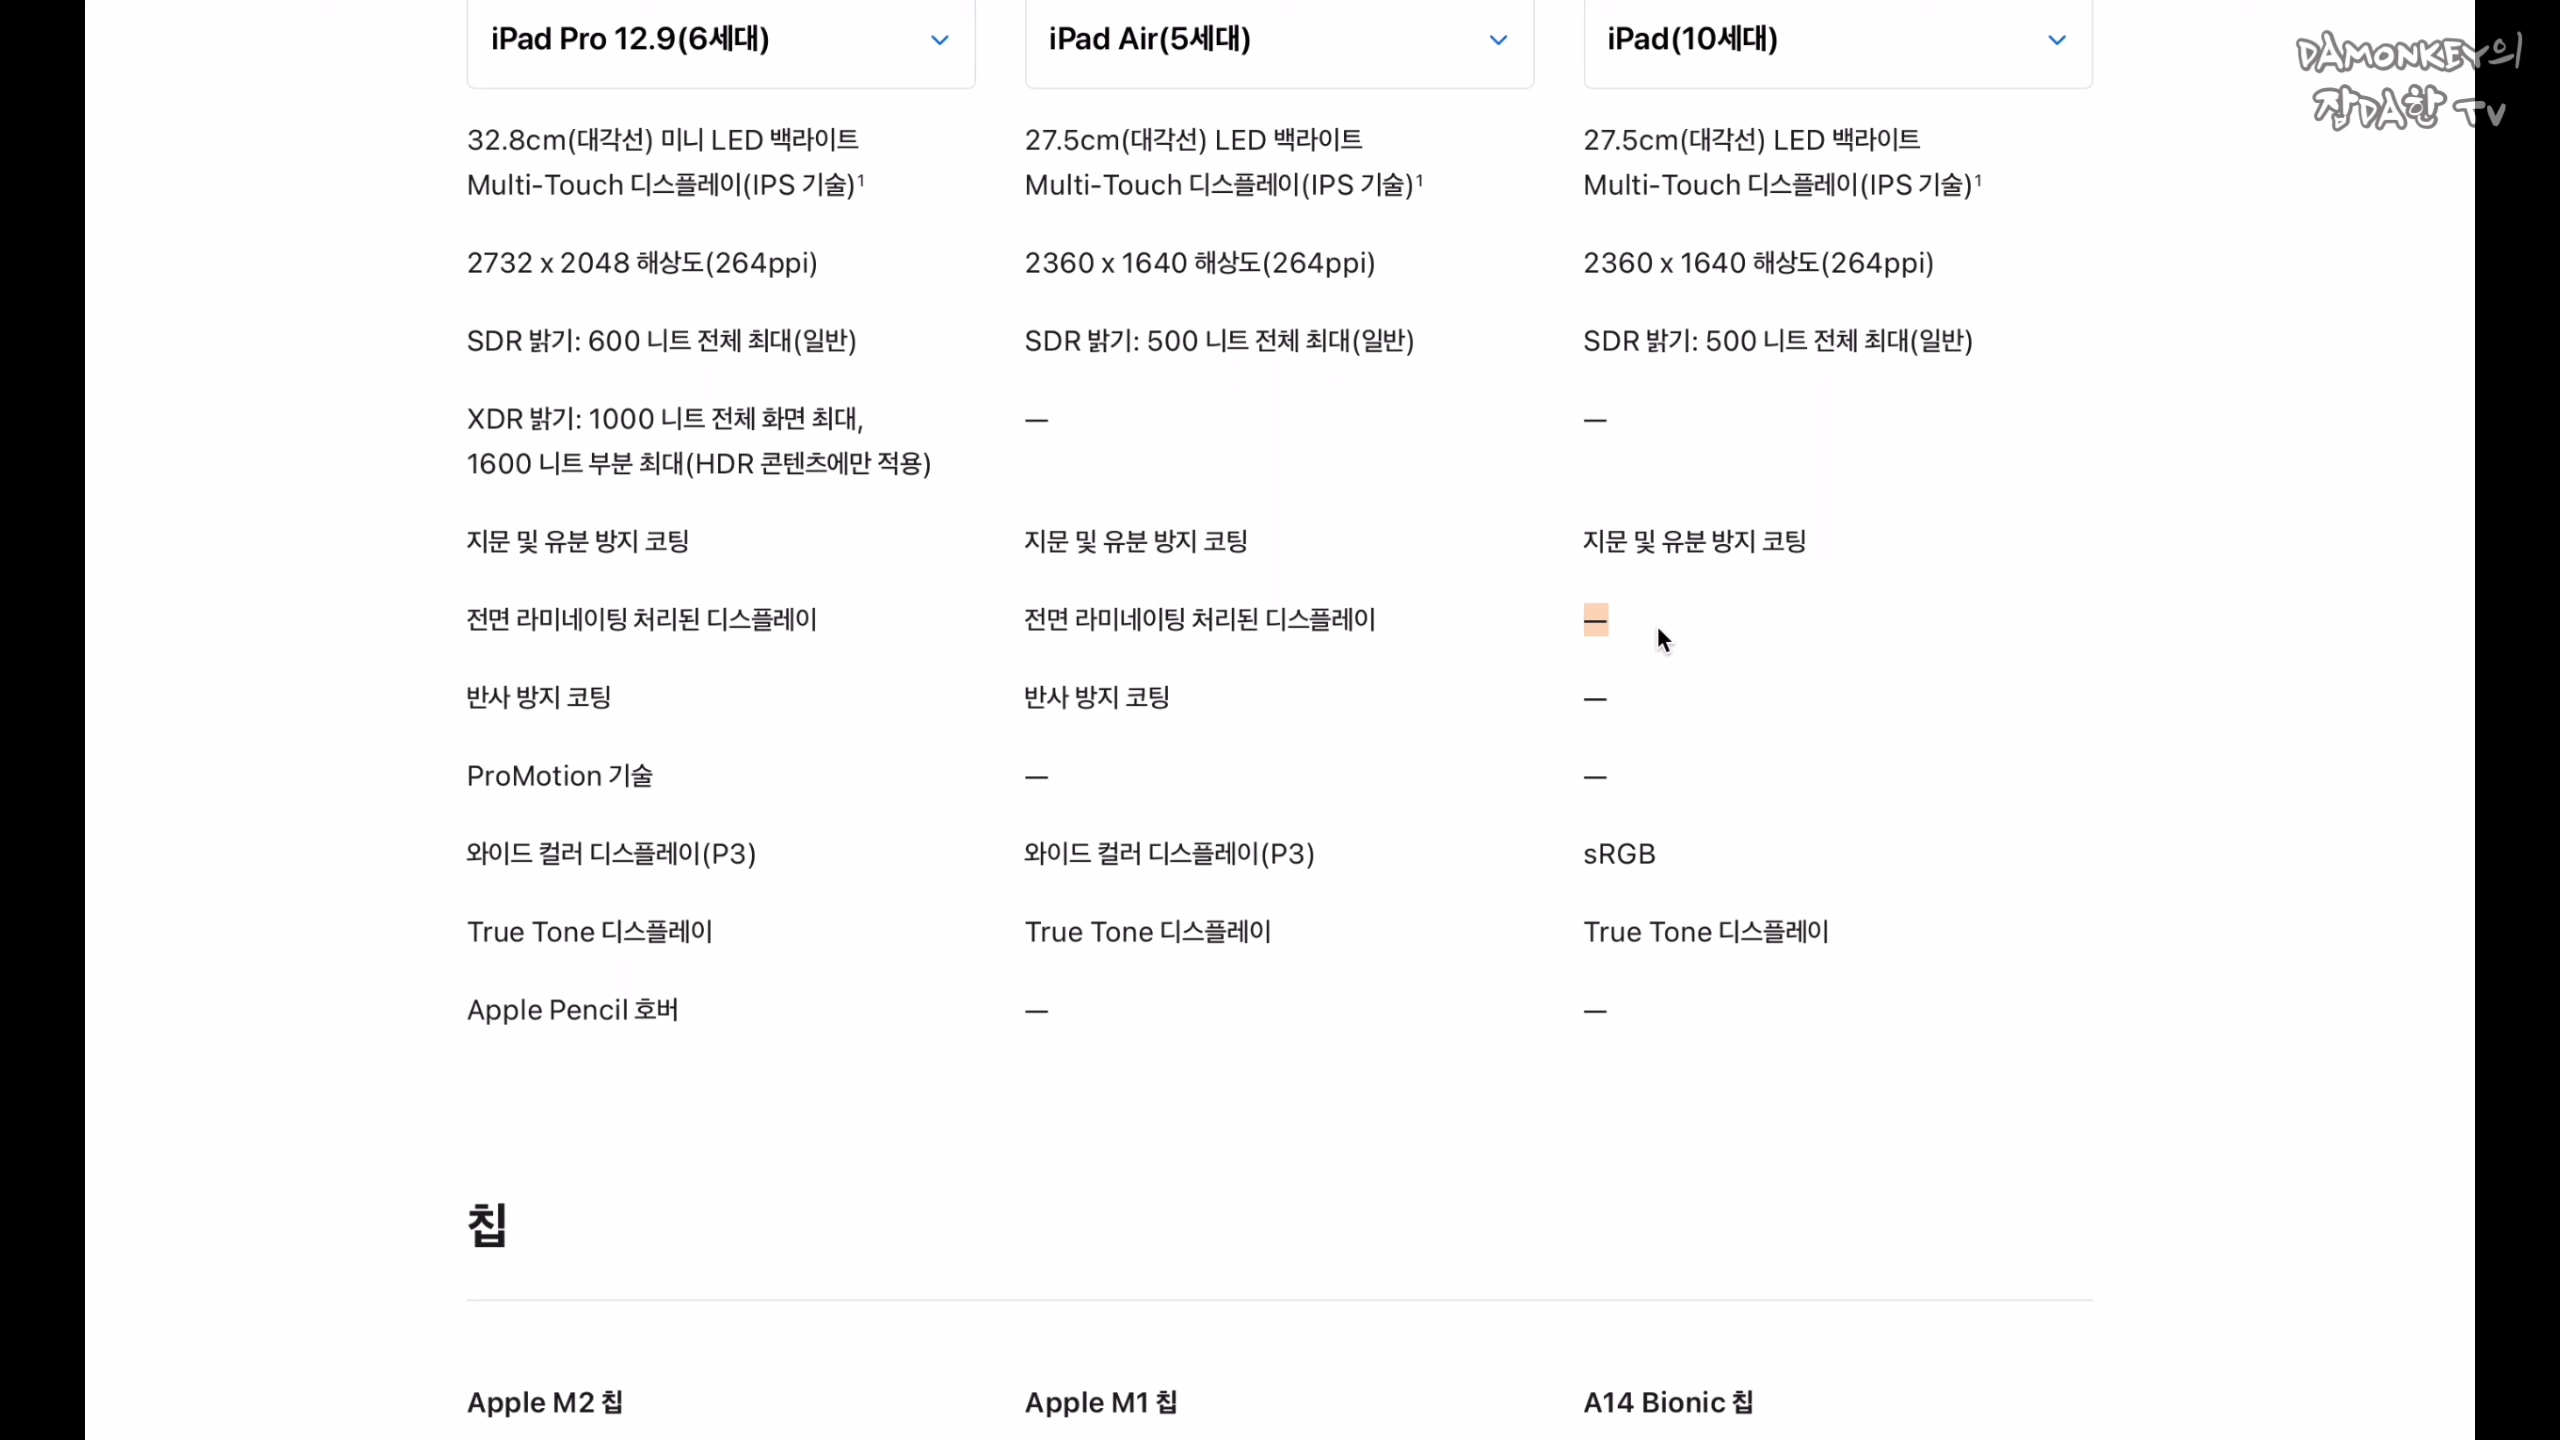 iPad Pro 12.9(6세대)
iPad Air(5세대)
iPad(10세대)
DAMONKEY의
잡DA한 TV
32.8cm(대각선) 미니 LED 백라이트
Multi-Touch 디스플레이(IPS 기술)¹
27.5cm(대각선) LED 백라이트
Multi-Touch 디스플레이(IPS 기술)¹
27.5cm(대각선) LED 백라이트
Multi-Touch 디스플레이(IPS 기술)¹
2732 x 2048 해상도(264ppi)
2360 x 1640 해상도(264ppi)
2360 x 1640 해상도(264ppi)
SDR 밝기: 600 니트 전체 최대(일반)
SDR 밝기: 500 니트 전체 최대(일반)
SDR 밝기: 500 니트 전체 최대(일반)
XDR 밝기: 1000 니트 전체 화면 최대,
1600 니트 부분 최대(HDR 콘텐츠에만 적용)
—
—
지문 및 유분 방지 코팅
지문 및 유분 방지 코팅
지문 및 유분 방지 코팅
전면 라미네이팅 처리된 디스플레이
전면 라미네이팅 처리된 디스플레이
—
반사 방지 코팅
반사 방지 코팅
—
ProMotion 기술
—
—
와이드 컬러 디스플레이(P3)
와이드 컬러 디스플레이(P3)
sRGB
True Tone 디스플레이
True Tone 디스플레이
True Tone 디스플레이
Apple Pencil 호버
—
—
칩
Apple M2 칩
Apple M1 칩
A14 Bionic 칩